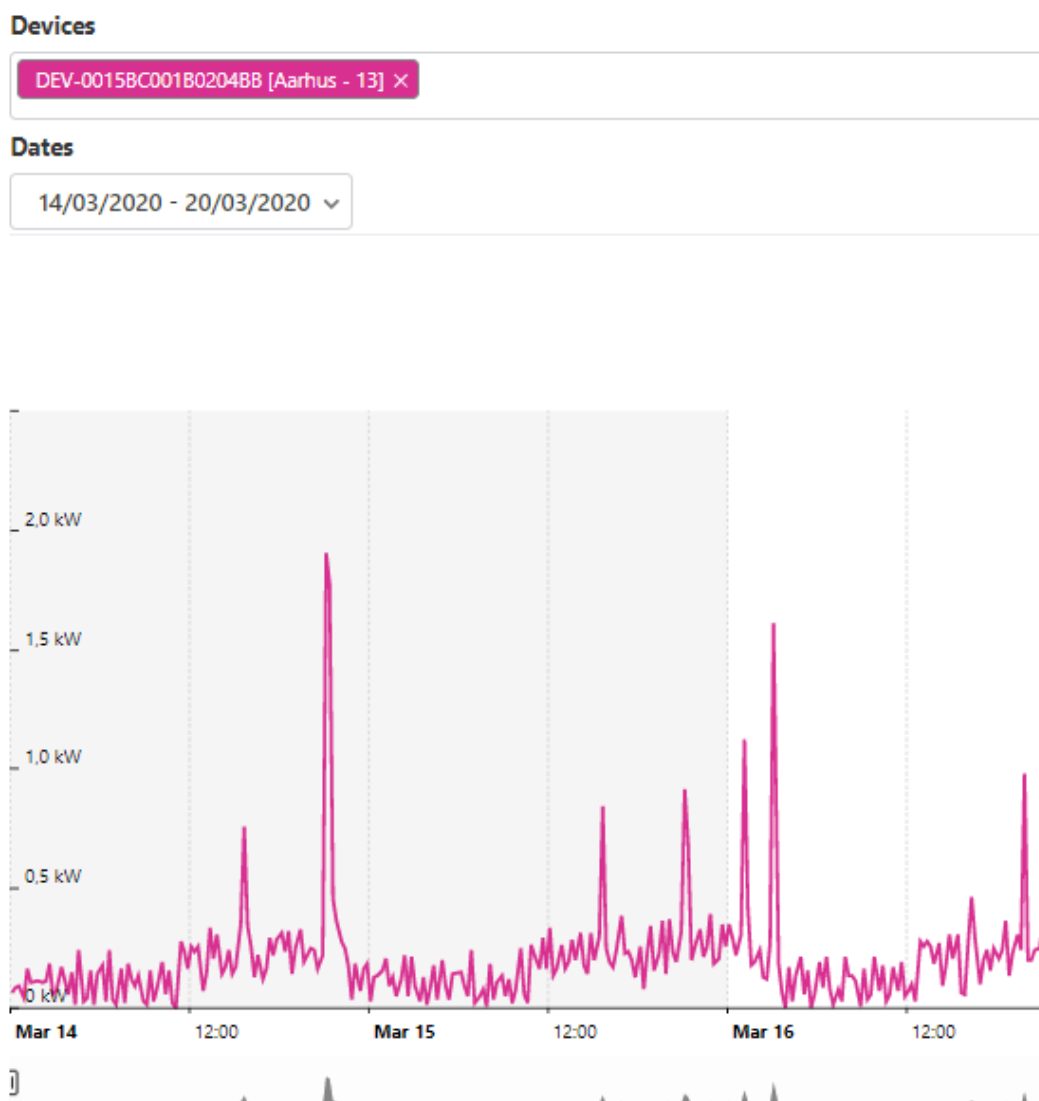 Devices
DEV-0015BC001B0204BB [Aarhus - 13] ×
Dates
14/03/2020 - 20/03/2020
2,0 kW
1,5 kW
1,0 kW
0,5 kW
0 kW
Mar 14 12:00 Mar 15 12:00 Mar 16 12:00